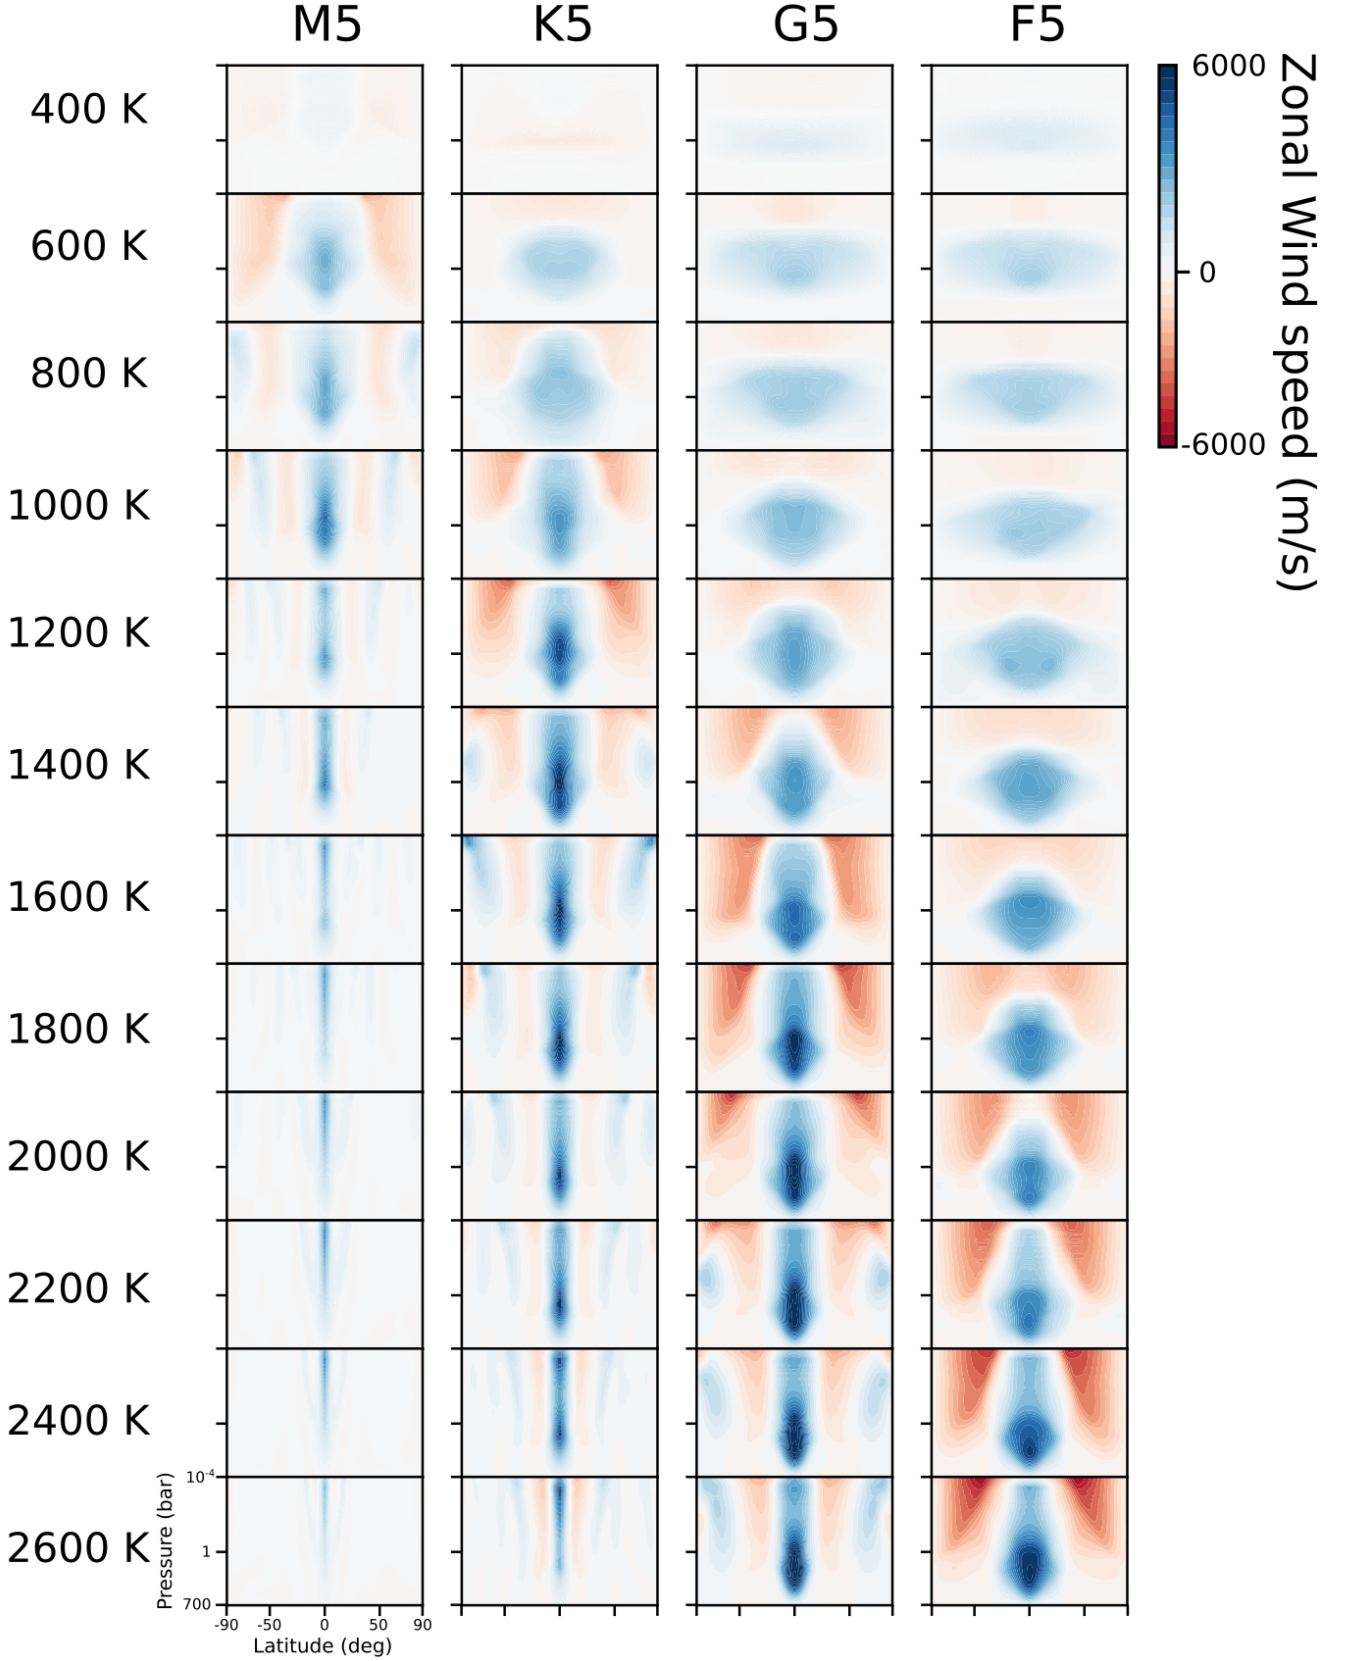 M5 K5 G5 F5
6000
0
-6000
Zonal Wind speed (m/s)
400 K
600 K
800 K
1000 K
1200 K
1400 K
1600 K
1800 K
2000 K
2200 K
2400 K
2600 K
Pressure (bar)
10-4
1
700
-90 -50 0 50 90
Latitude (deg)